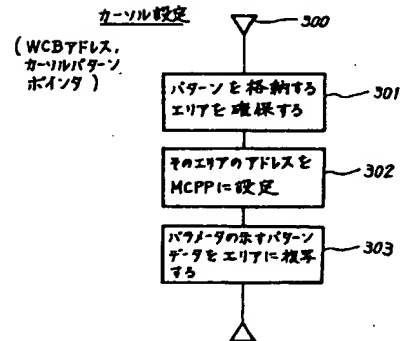 カーソル設定
300
(WCBアドレス,
カーソルパターン
ポインタ)
パターンを格納する
エリアを確保する
301
そのエリアのアドレスを
MCPPに設定
302
パラメータの示すパターン
データをエリアに複写
する
303